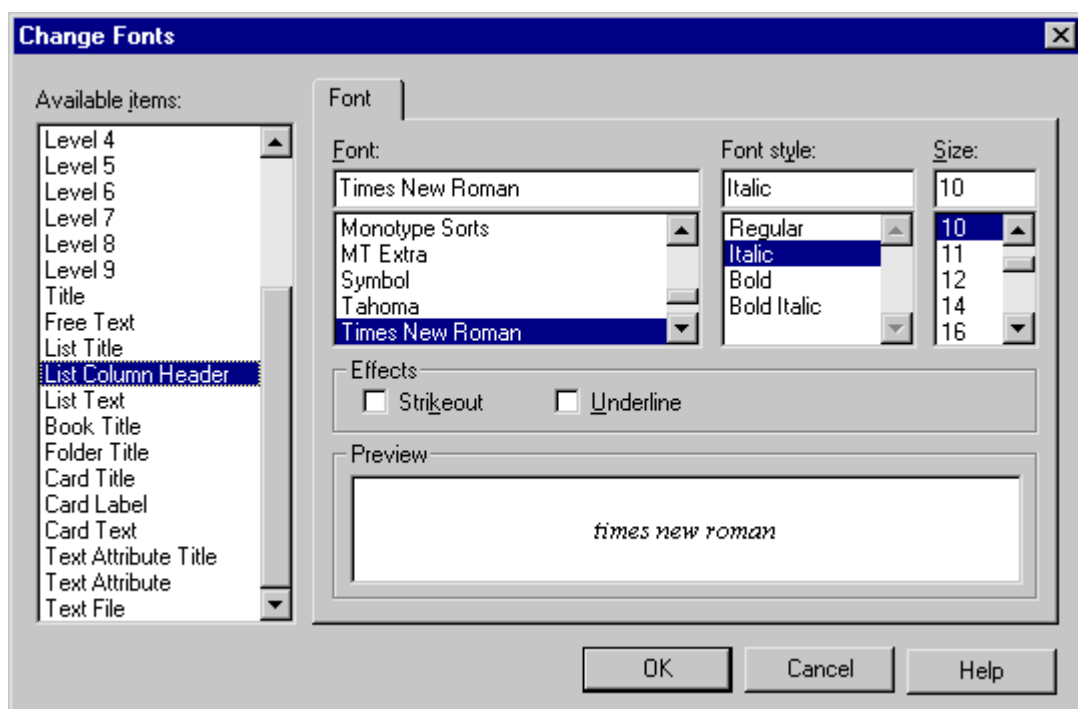 Change Fonts
Available items:
Level 4
Level 5
Level 6
Level 7
Level 8
Level 9
Title
Free Text
List Title
List Column Header
List Text
Book Title
Folder Title
Card Title
Card Label
Card Text
Text Attribute Title
Text Attribute
Text File
Font
Font:
Times New Roman
Monotype Sorts
MT Extra
Symbol
Tahoma
Times New Roman
Font style:
Italic
Regular
Italic
Bold
Bold Italic
Size:
10
10
11
12
14
16
Effects
Strikeout
Underline
Preview
times new roman
OK
Cancel
Help